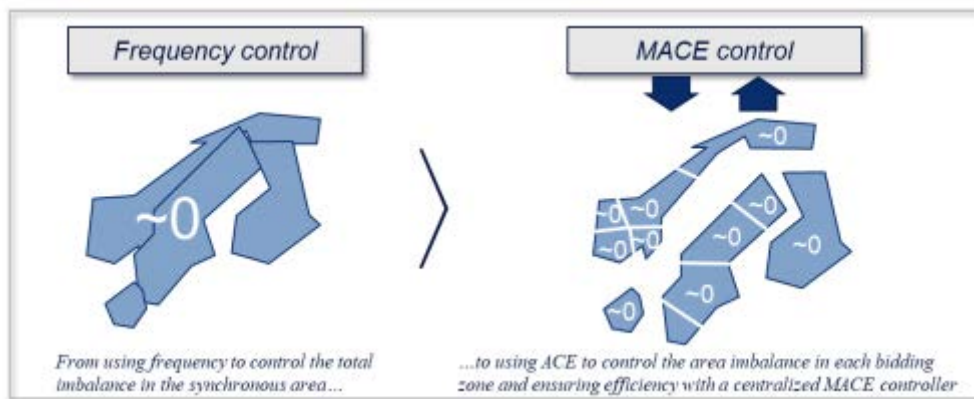 Frequency control
MACE control
~0
~0
~0
~0
~0
~0
~0
~0
~0
~0
~0
~0
From using frequency to control the total
imbalance in the synchronous area…
…to using ACE to control the area imbalance in each bidding
zone and ensuring efficiency with a centralized MACE controller